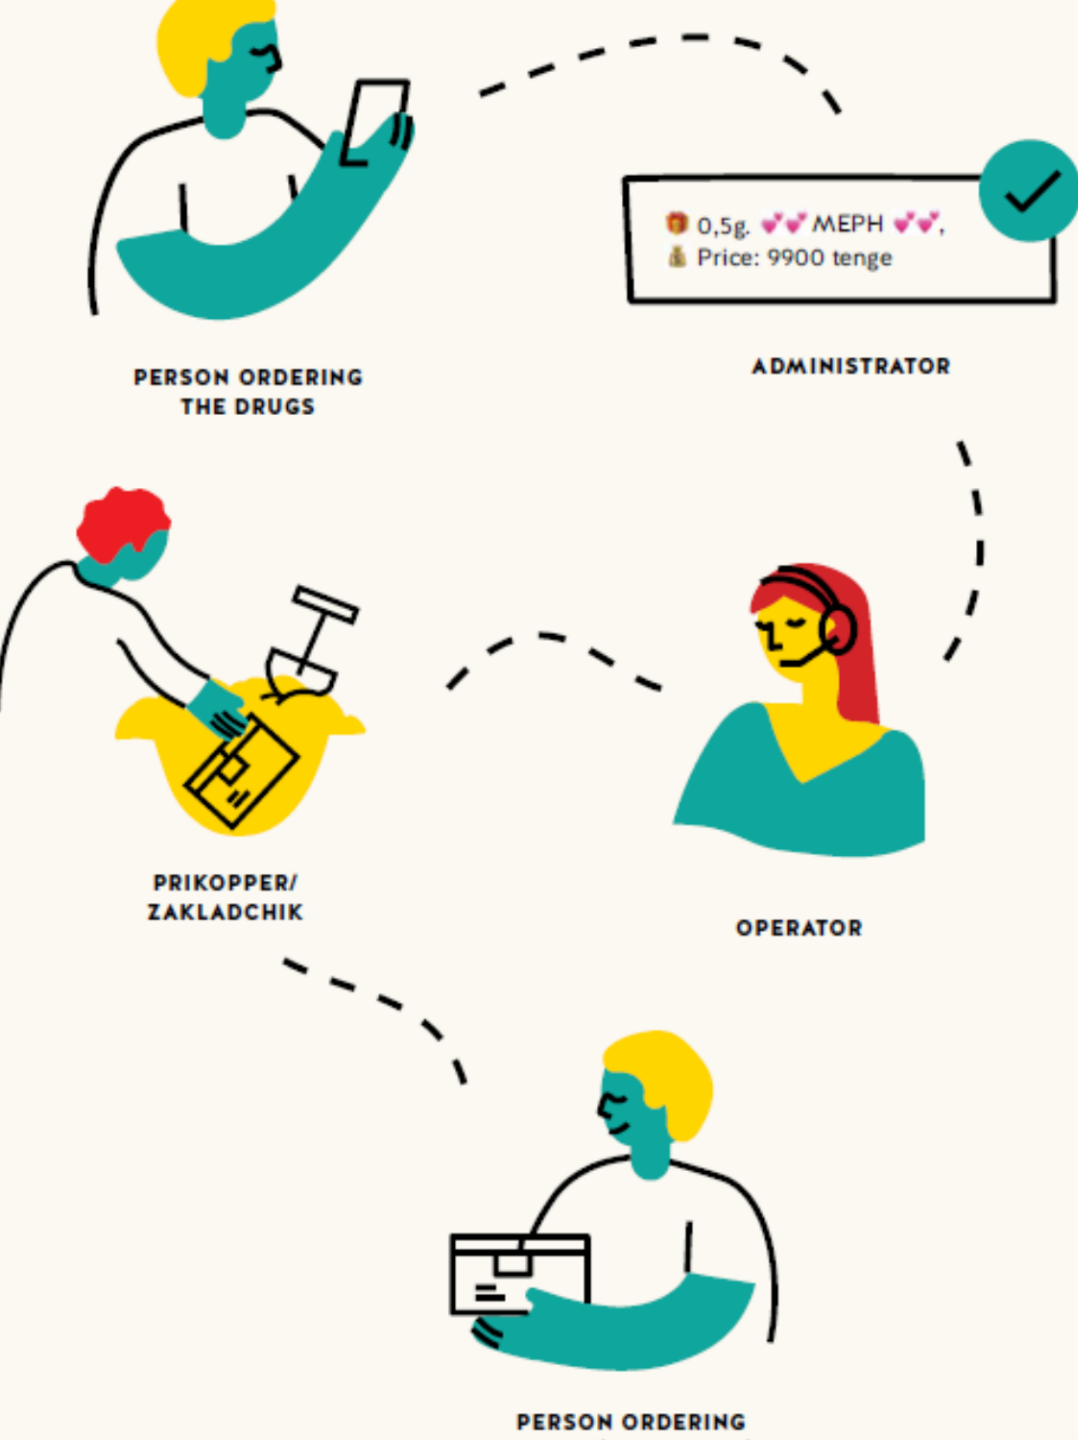 🎁 0,5g. 💕💕 MEPH 💕💕,
💰 Price: 9900 tenge
PERSON ORDERING
THE DRUGS
ADMINISTRATOR
PRIKOPPER/
ZAKLADCHIK
OPERATOR
PERSON ORDERING